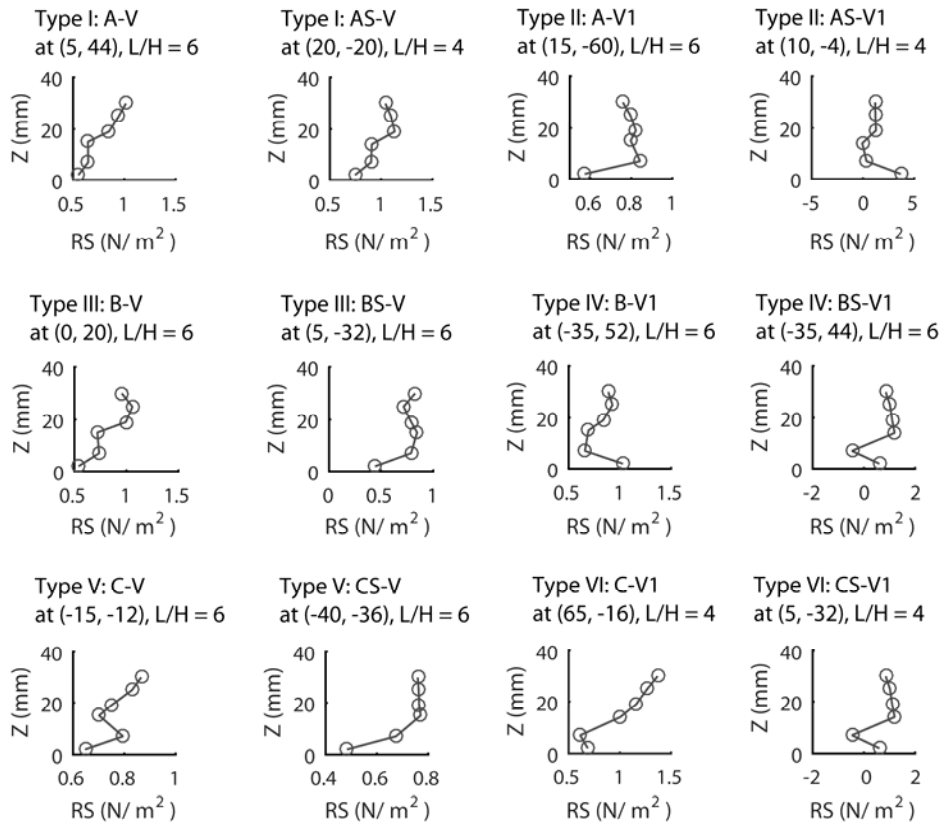 Type I: A-V
at (5, 44), L/H = 6
40
20
0
Z (mm)
0.5 1 1.5
RS (N/ m²)
Type I: AS-V
at (20, -20), L/H = 4
40
20
0
Z (mm)
0.5 1 1.5
RS (N/ m²)
Type II: A-V1
at (15, -60), L/H = 6
40
20
0
Z (mm)
0.6 0.8 1
RS (N/ m²)
Type II: AS-V1
at (10, -4), L/H = 4
40
20
0
Z (mm)
-5 0 5
RS (N/ m²)
Type III: B-V
at (0, 20), L/H = 6
40
20
0
Z (mm)
0.5 1 1.5
RS (N/ m²)
Type III: BS-V
at (5, -32), L/H = 6
40
20
0
Z (mm)
0 0.5 1
RS (N/ m²)
Type IV: B-V1
at (-35, 52), L/H = 6
40
20
0
Z (mm)
0.5 1 1.5
RS (N/ m²)
Type IV: BS-V1
at (-35, 44), L/H = 6
40
20
0
Z (mm)
-2 0 2
RS (N/ m²)
Type V: C-V
at (-15, -12), L/H = 6
40
20
0
Z (mm)
0.6 0.8 1
RS (N/ m²)
Type V: CS-V
at (-40, -36), L/H = 6
40
20
0
Z (mm)
0.4 0.6 0.8
RS (N/ m²)
Type VI: C-V1
at (65, -16), L/H = 4
40
20
0
Z (mm)
0.5 1 1.5
RS (N/ m²)
Type VI: CS-V1
at (5, -32), L/H = 4
40
20
0
Z (mm)
-2 0 2
RS (N/ m²)